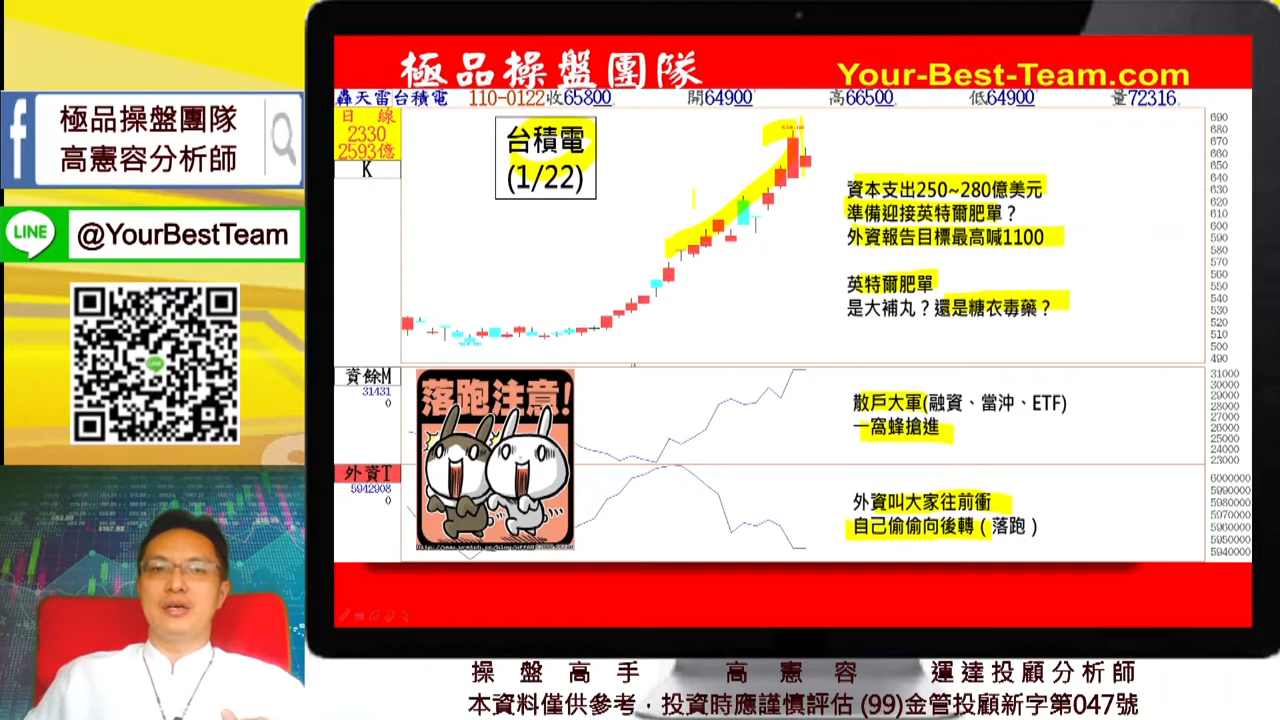 極品操盤團隊
高憲容分析師
LINE
@YourBestTeam
極品操盤團隊
Your-Best-Team.com
轟天雷台積電 110-0122收65800 開64900 高66500 低64900 量72316
日 線
2330
2593億
K
台積電
(1/22)
資本支出250~280億美元
準備迎接英特爾肥單？
外資報告目標最高喊1100
英特爾肥單
是大補丸？還是糖衣毒藥？
690
680
670
660
650
640
630
620
610
600
590
580
570
560
550
540
530
520
510
500
490
資餘M
31431
0
落跑注意!
散戶大軍(融資、當沖、ETF)
一窩蜂搶進
31000
30000
29000
28000
27000
26000
25000
24000
23000
外資T
5942908
0
外資叫大家往前衝
自己偷偷向後轉（落跑）
6000000
5990000
5980000
5970000
5960000
5950000
5940000
操盤高手 高憲容 運達投顧分析師
本資料僅供參考，投資時應謹慎評估 (99)金管投顧新字第047號